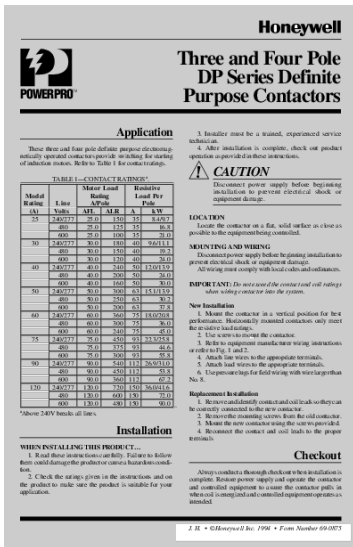 Honeywell
POWERPRO™
Three and Four Pole
DP Series Definite
Purpose Contactors
Application
These three and four pole definite purpose electromag-
netically operated contactors provide switching for starting
of induction motors. Refer to Table 1 for contact ratings.
TABLE 1—CONTACT RATINGS*.
Model Rating (A) Line Volts Motor Load Rating A/Pole AFL ALR Resistive Load Per Pole A kW
25 240/277 25.0 150 35 8.4/9.7
480 25.0 125 35 16.8
600 25.0 100 35 21.0
30 240/277 30.0 180 40 9.6/11.1
480 30.0 150 40 19.2
600 30.0 120 40 24.0
40 240/277 40.0 240 50 12.0/13.9
480 40.0 200 50 24.0
600 40.0 160 50 30.0
50 240/277 50.0 300 63 15.1/13.9
480 50.0 250 63 30.2
600 50.0 200 63 37.8
60 240/277 60.0 360 75 18.0/20.8
480 60.0 300 75 36.0
600 60.0 240 75 45.0
75 240/277 75.0 450 93 22.3/25.8
480 75.0 375 93 44.6
600 75.0 300 93 55.8
90 240/277 90.0 540 112 26.9/31.0
480 90.0 450 112 53.8
600 90.0 360 112 67.2
120 240/277 120.0 720 150 36.0/41.6
480 120.0 600 150 72.0
600 120.0 480 150 90.0
*Above 240V breaks all lines.
Installation
WHEN INSTALLING THIS PRODUCT…
1. Read these instructions carefully. Failure to follow
them could damage the product or cause a hazardous condi-
tion.
2. Check the ratings given in the instructions and on
the product to make sure the product is suitable for your
application.
3. Installer must be a trained, experienced service
technician.
4. After installation is complete, check out product
operation as provided in these instructions.
CAUTION
Disconnect power supply before beginning
installation to prevent electrical shock or
equipment damage.
LOCATION
Locate the contactor on a flat, solid surface as close as
possible to the equipment being controlled.
MOUNTING AND WIRING
Disconnect power supply before beginning installation to
prevent electrical shock or equipment damage.
All wiring must comply with local codes and ordinances.
IMPORTANT: Do not exceed the contact and coil ratings
when wiring contactor into the system.
New Installation
1. Mount the contactor in a vertical position for best
performance. Horizontally mounted contactors only meet
the resistive load ratings.
2. Use screws to mount the contactor.
3. Refer to equipment manufacturer wiring instructions
or refer to Fig. 1 and 2.
4. Attach line wires to the appropriate terminals.
5. Attach load wires to the appropriate terminals.
6. Use pressure lugs for field wiring with wire larger than
No. 8.
Replacement Installation
1. Remove and identify contact and coil leads so they can
be correctly connected to the new contactor.
2. Remove the mounting screws from the old contactor.
3. Mount the new contactor using the screws provided.
4. Reconnect the contact and coil leads to the proper
terminals
Checkout
Always conduct a thorough checkout when installation is
complete. Restore power supply and operate the contactor
and controlled equipment to assure the contactor pulls in
when coil is energized and controlled equipment operates as
intended.
J. H. • ©Honeywell Inc. 1994 • Form Number 69-0875